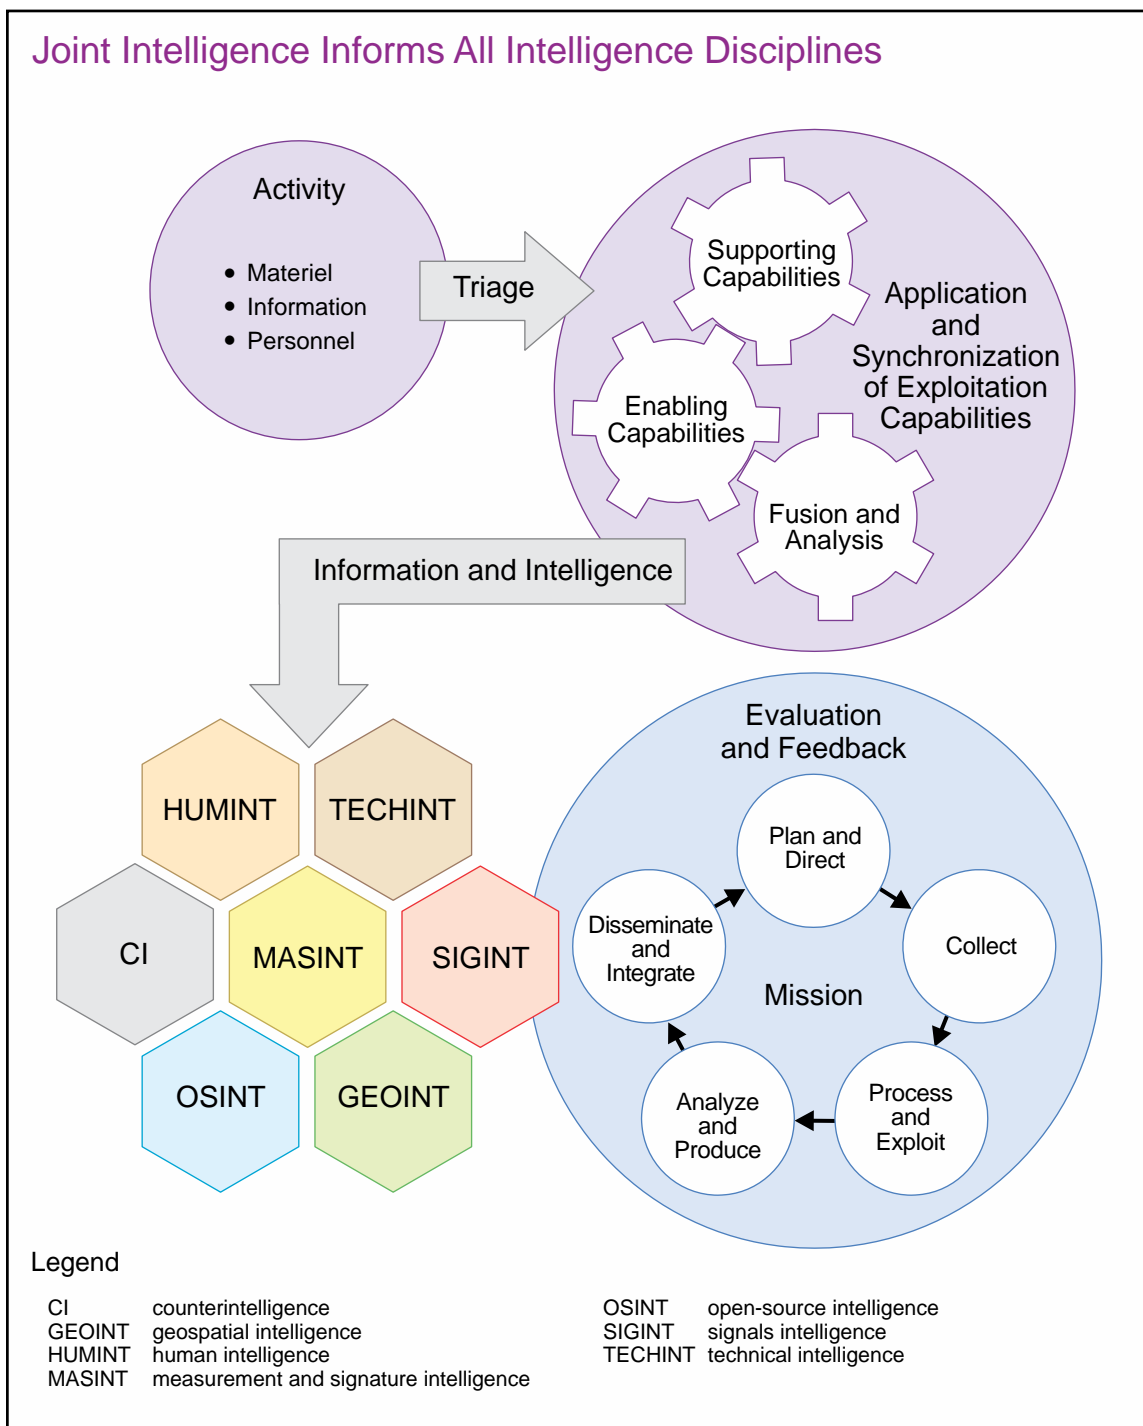 Joint Intelligence Informs All Intelligence Disciplines
Activity
• Materiel
• Information
• Personnel
Triage
Supporting
Capabilities
Enabling
Capabilities
Fusion and
Analysis
Application
and
Synchronization
of Exploitation
Capabilities
Information and Intelligence
HUMINT
TECHINT
CI
MASINT
SIGINT
OSINT
GEOINT
Evaluation
and Feedback
Plan and
Direct
Collect
Process
and
Exploit
Analyze
and
Produce
Disseminate
and
Integrate
Mission
Legend
CI counterintelligence
GEOINT geospatial intelligence
HUMINT human intelligence
MASINT measurement and signature intelligence
OSINT open-source intelligence
SIGINT signals intelligence
TECHINT technical intelligence